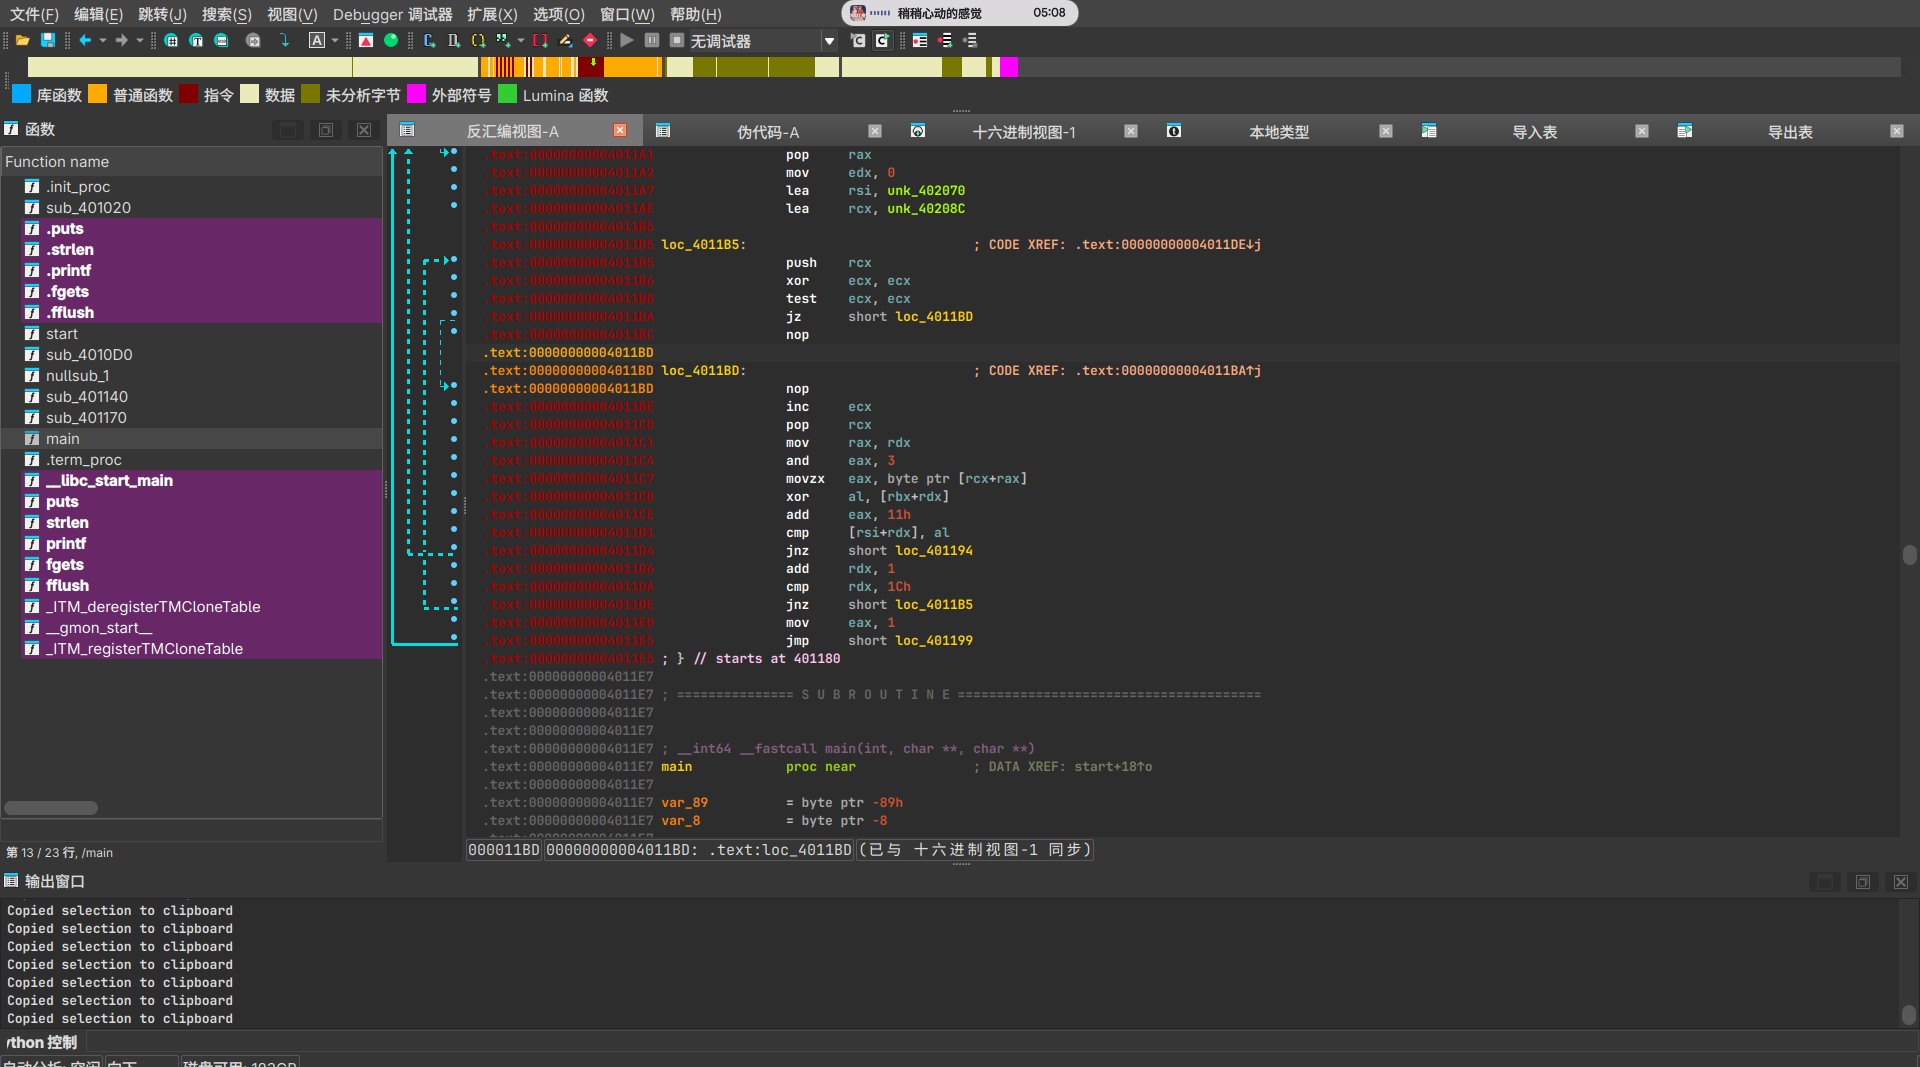 文件(F) 编辑(E) 跳转(J) 搜索(S) 视图(V) Debugger 调试器 扩展(X) 选项(O) 窗口(W) 帮助(H)
稍稍心动的感觉 05:08
无调试器
库函数 普通函数 指令 数据 未分析字节 外部符号 Lumina 函数
函数
反汇编视图-A 伪代码-A 十六进制视图-1 本地类型 导入表 导出表
Function name
.init_proc
sub_401020
.puts
.strlen
.printf
.fgets
.fflush
start
sub_4010D0
nullsub_1
sub_401140
sub_401170
main
.term_proc
__libc_start_main
puts
strlen
printf
fgets
fflush
_ITM_deregisterTMCloneTable
__gmon_start__
_ITM_registerTMCloneTable
第 13 / 23 行, /main
.text:00000000004011A1 pop rax
.text:00000000004011A2 mov edx, 0
.text:00000000004011A7 lea rsi, unk_402070
.text:00000000004011AE lea rcx, unk_40208C
.text:00000000004011B5
.text:00000000004011B5 loc_4011B5: ; CODE XREF: .text:00000000004011DE↓j
.text:00000000004011B5 push rcx
.text:00000000004011B6 xor ecx, ecx
.text:00000000004011B8 test ecx, ecx
.text:00000000004011BA jz short loc_4011BD
.text:00000000004011BC nop
.text:00000000004011BD
.text:00000000004011BD loc_4011BD: ; CODE XREF: .text:00000000004011BA↑j
.text:00000000004011BD nop
.text:00000000004011BE inc ecx
.text:00000000004011C0 pop rcx
.text:00000000004011C1 mov rax, rdx
.text:00000000004011C4 and eax, 3
.text:00000000004011C7 movzx eax, byte ptr [rcx+rax]
.text:00000000004011CB xor al, [rbx+rdx]
.text:00000000004011CE add eax, 11h
.text:00000000004011D1 cmp [rsi+rdx], al
.text:00000000004011D4 jnz short loc_401194
.text:00000000004011D6 add rdx, 1
.text:00000000004011DA cmp rdx, 1Ch
.text:00000000004011DE jnz short loc_4011B5
.text:00000000004011E0 mov eax, 1
.text:00000000004011E5 jmp short loc_401199
.text:00000000004011E5 ; } // starts at 401180
.text:00000000004011E7
.text:00000000004011E7 ; =============== S U B R O U T I N E =======================================
.text:00000000004011E7
.text:00000000004011E7
.text:00000000004011E7 ; __int64 __fastcall main(int, char **, char **)
.text:00000000004011E7 main proc near ; DATA XREF: start+18↑o
.text:00000000004011E7
.text:00000000004011E7 var_89 = byte ptr -89h
.text:00000000004011E7 var_8 = byte ptr -8
000011BD 00000000004011BD: .text:loc_4011BD (已与 十六进制视图-1 同步)
输出窗口
Copied selection to clipboard
Copied selection to clipboard
Copied selection to clipboard
Copied selection to clipboard
Copied selection to clipboard
Copied selection to clipboard
Copied selection to clipboard
ython 控制
自动分析: 空闲 向下 磁盘可用: 182GB